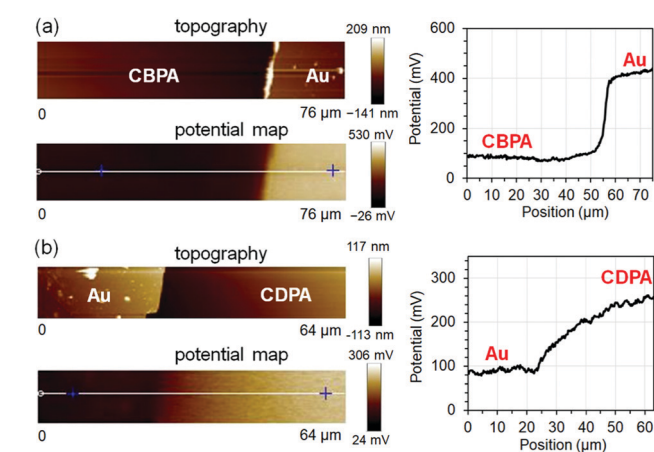 (a)
topography
CBPA
Au
0
76 µm
209 nm
−141 nm
potential map
0
76 µm
530 mV
−26 mV
600
400
200
0
Potential (mV)
CBPA
Au
0 10 20 30 40 50 60 70
Position (µm)
(b)
topography
Au
CDPA
0
64 µm
117 nm
-113 nm
potential map
0
64 µm
306 mV
24 mV
300
200
100
0
Potential (mV)
Au
CDPA
0 10 20 30 40 50 60
Position (µm)